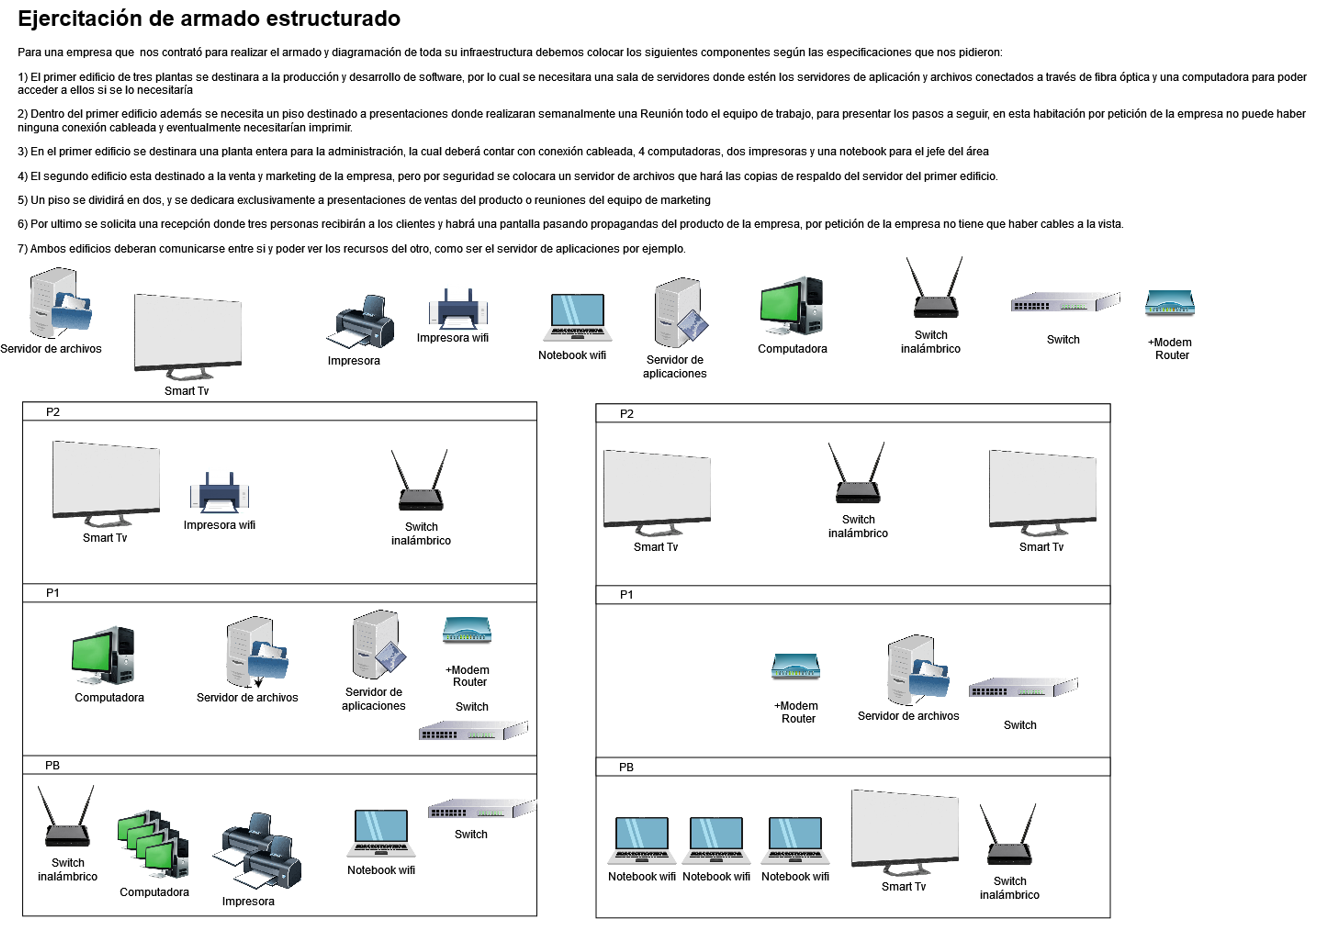 Ejercitación de armado estructurado
Para una empresa que  nos contrató para realizar el armado y diagramación de toda su infraestructura debemos colocar los siguientes componentes según las especificaciones que nos pidieron:
1) El primer edificio de tres plantas se destinara a la producción y desarrollo de software, por lo cual se necesitara una sala de servidores donde estén los servidores de aplicación y archivos conectados a través de fibra óptica y una computadora para poder
acceder a ellos si se lo necesitaría
2) Dentro del primer edificio además se necesita un piso destinado a presentaciones donde realizaran semanalmente una Reunión todo el equipo de trabajo, para presentar los pasos a seguir, en esta habitación por petición de la empresa no puede haber
ninguna conexión cableada y eventualmente necesitarían imprimir.
3) En el primer edificio se destinara una planta entera para la administración, la cual deberá contar con conexión cableada, 4 computadoras, dos impresoras y una notebook para el jefe del área
4) El segundo edificio esta destinado a la venta y marketing de la empresa, pero por seguridad se colocara un servidor de archivos que hará las copias de respaldo del servidor del primer edificio.
5) Un piso se dividirá en dos, y se dedicara exclusivamente a presentaciones de ventas del producto o reuniones del equipo de marketing
6) Por ultimo se solicita una recepción donde tres personas recibirán a los clientes y habrá una pantalla pasando propagandas del producto de la empresa, por petición de la empresa no tiene que haber cables a la vista.
7) Ambos edificios deberan comunicarse entre si y poder ver los recursos del otro, como ser el servidor de aplicaciones por ejemplo.
Servidor de archivos
Smart Tv
Impresora
Impresora wifi
Notebook wifi
Servidor de
aplicaciones
Computadora
Switch
inalámbrico
Switch
+Modem
Router
P2
Smart Tv
Impresora wifi
Switch
inalámbrico
P1
Computadora
Servidor de archivos
Servidor de
aplicaciones
+Modem
Router
Switch
PB
Switch
inalámbrico
Computadora
Impresora
Notebook wifi
Switch
P2
Smart Tv
Switch
inalámbrico
Smart Tv
P1
+Modem
Router
Servidor de archivos
Switch
PB
Notebook wifi
Notebook wifi
Notebook wifi
Smart Tv
Switch
inalámbrico